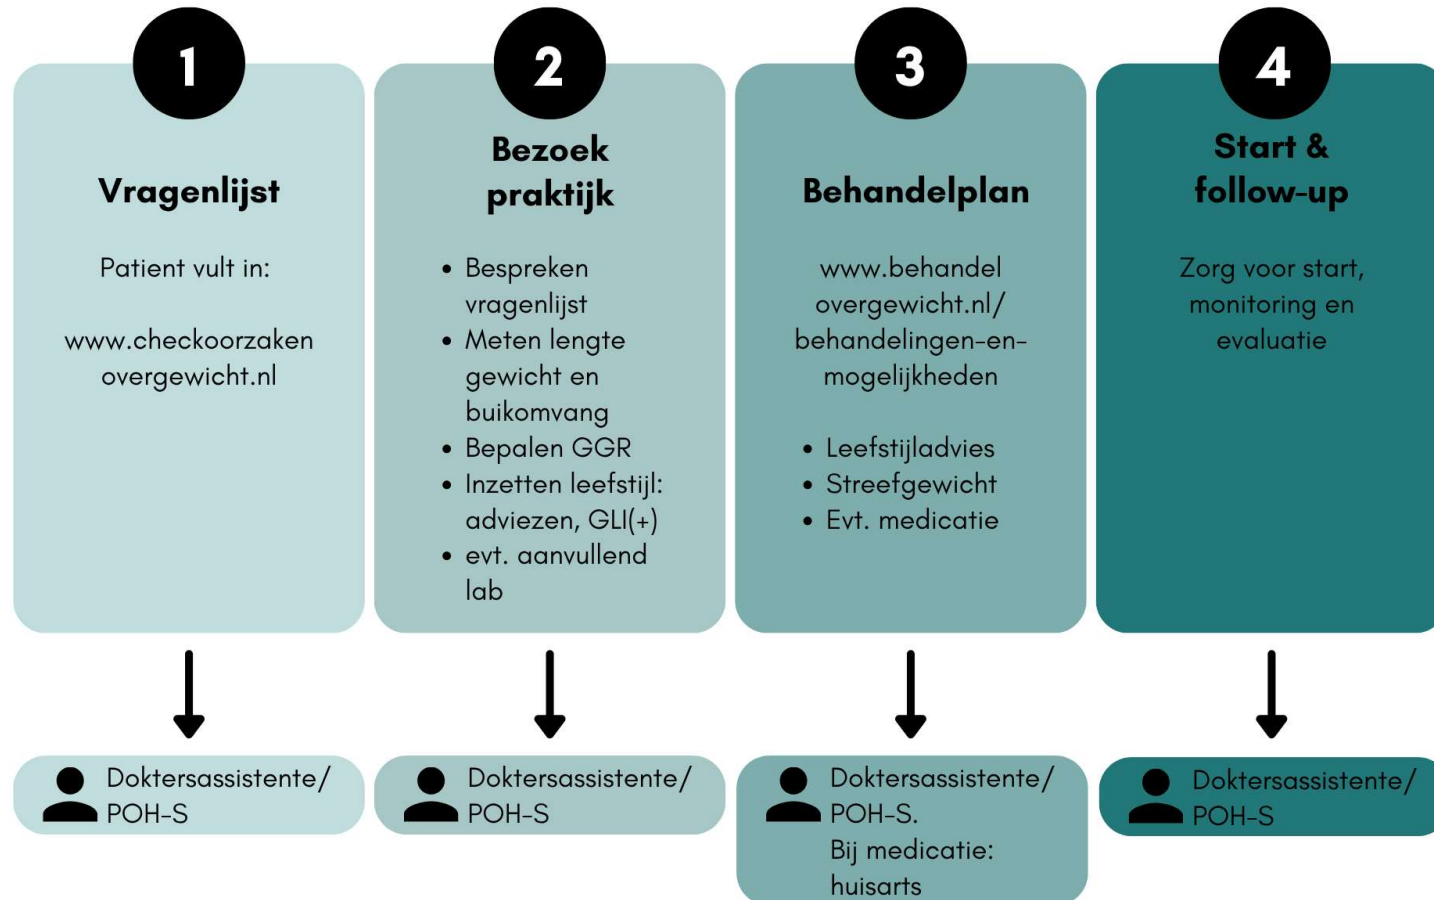 1
Vragenlijst
Patient vult in:
www.checkoorzaken
overgewicht.nl
Doktersassistente/
POH-S
2
Bezoek
praktijk
• Bespreken
vragenlijst
• Meten lengte
gewicht en
buikomvang
• Bepalen GGR
• Inzetten leefstijl:
adviezen, GLI(+)
• evt. aanvullend
lab
Doktersassistente/
POH-S
3
Behandelplan
www.behandel
overgewicht.nl/
behandelingen-en-
mogelijkheden
• Leefstijladvies
• Streefgewicht
• Evt. medicatie
Doktersassistente/
POH-S.
Bij medicatie:
huisarts
4
Start &
follow-up
Zorg voor start,
monitoring en
evaluatie
Doktersassistente/
POH-S